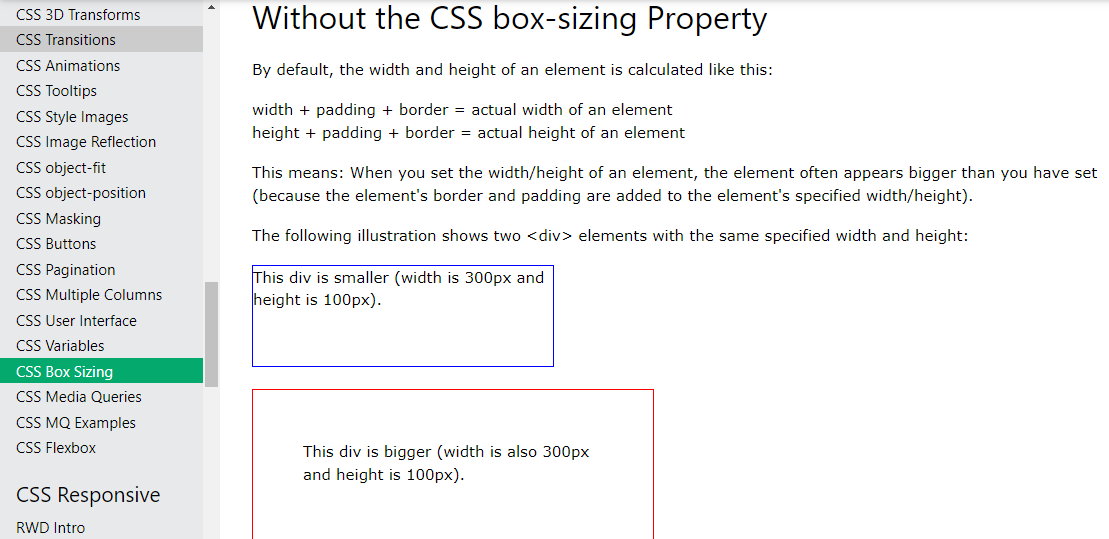 CSS 3D Transforms
CSS Transitions
CSS Animations
CSS Tooltips
CSS Style Images
CSS Image Reflection
CSS object-fit
CSS object-position
CSS Masking
CSS Buttons
CSS Pagination
CSS Multiple Columns
CSS User Interface
CSS Variables
CSS Box Sizing
CSS Media Queries
CSS MQ Examples
CSS Flexbox
CSS Responsive
RWD Intro
Without the CSS box-sizing Property
By default, the width and height of an element is calculated like this:
width + padding + border = actual width of an element
height + padding + border = actual height of an element
This means: When you set the width/height of an element, the element often appears bigger than you have set
(because the element's border and padding are added to the element's specified width/height).
The following illustration shows two <div> elements with the same specified width and height:
This div is smaller (width is 300px and
height is 100px).
This div is bigger (width is also 300px
and height is 100px).